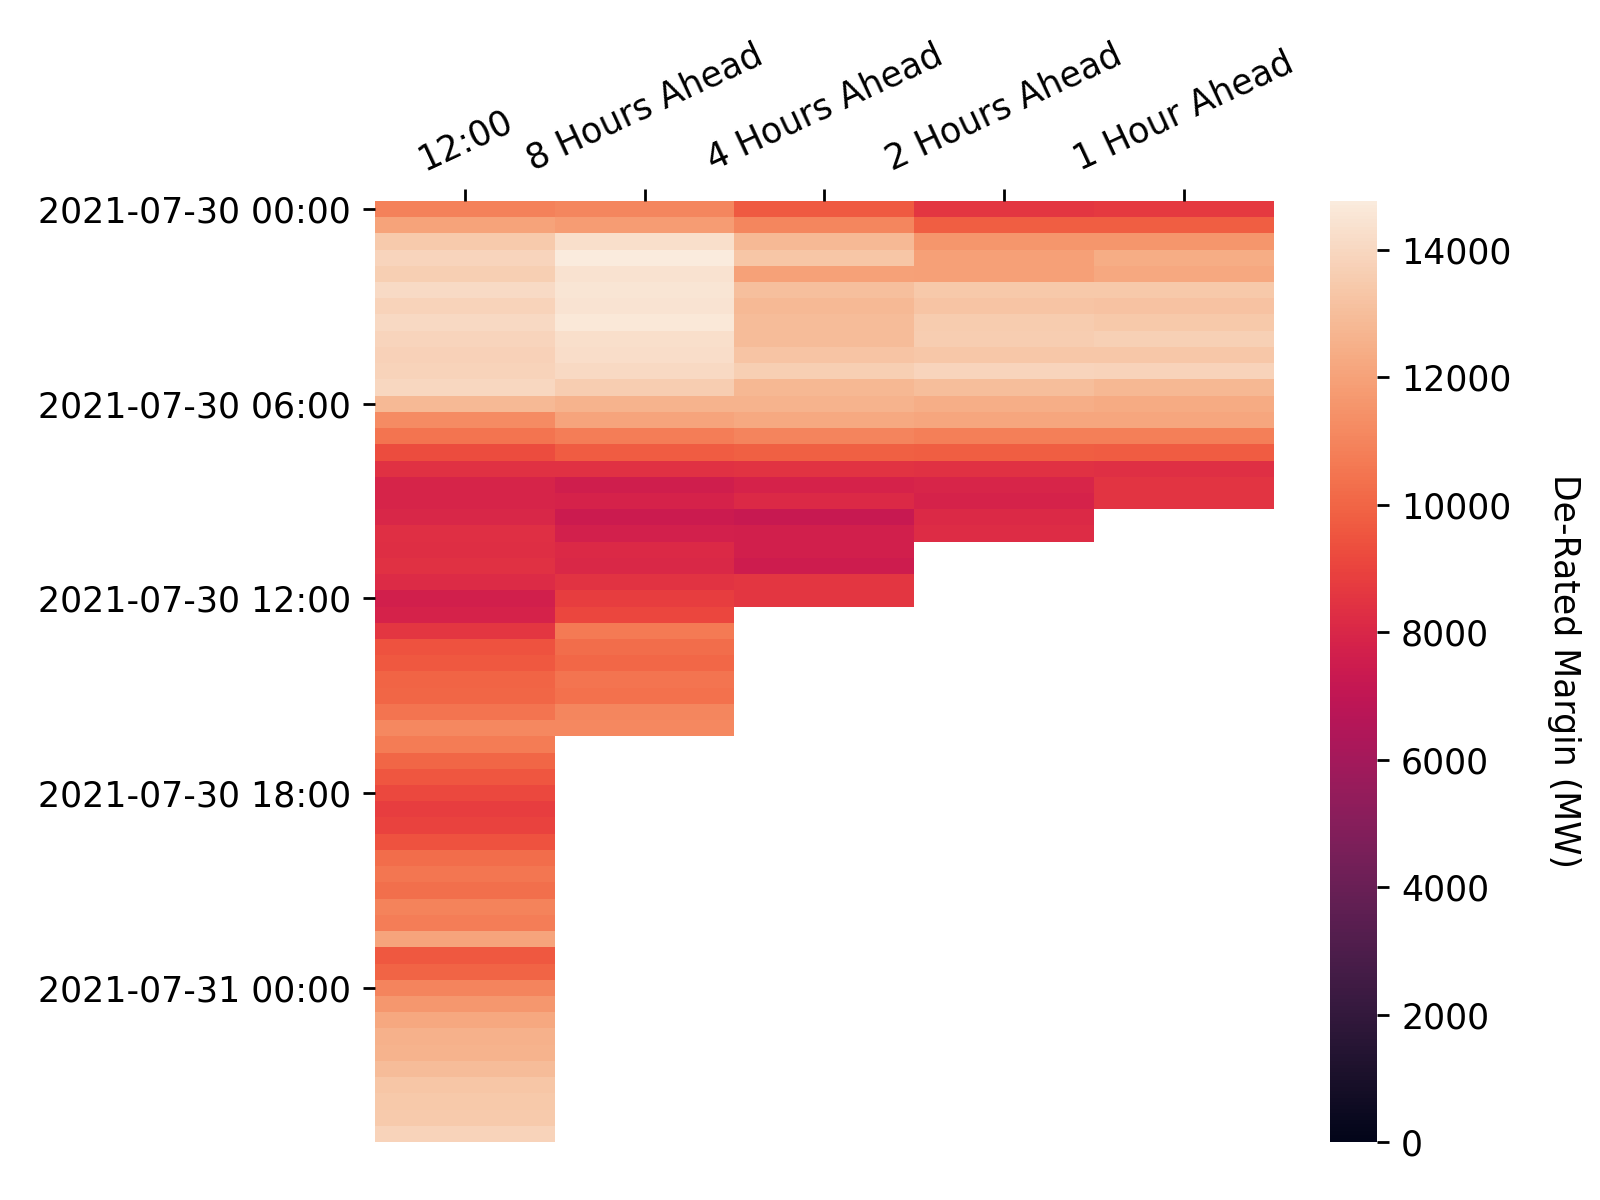 12:00
8 Hours Ahead
4 Hours Ahead
2 Hours Ahead
1 Hour Ahead
2021-07-30 00:00
2021-07-30 06:00
2021-07-30 12:00
2021-07-30 18:00
2021-07-31 00:00
14000
12000
10000
8000
6000
4000
2000
0
De-Rated Margin (MW)